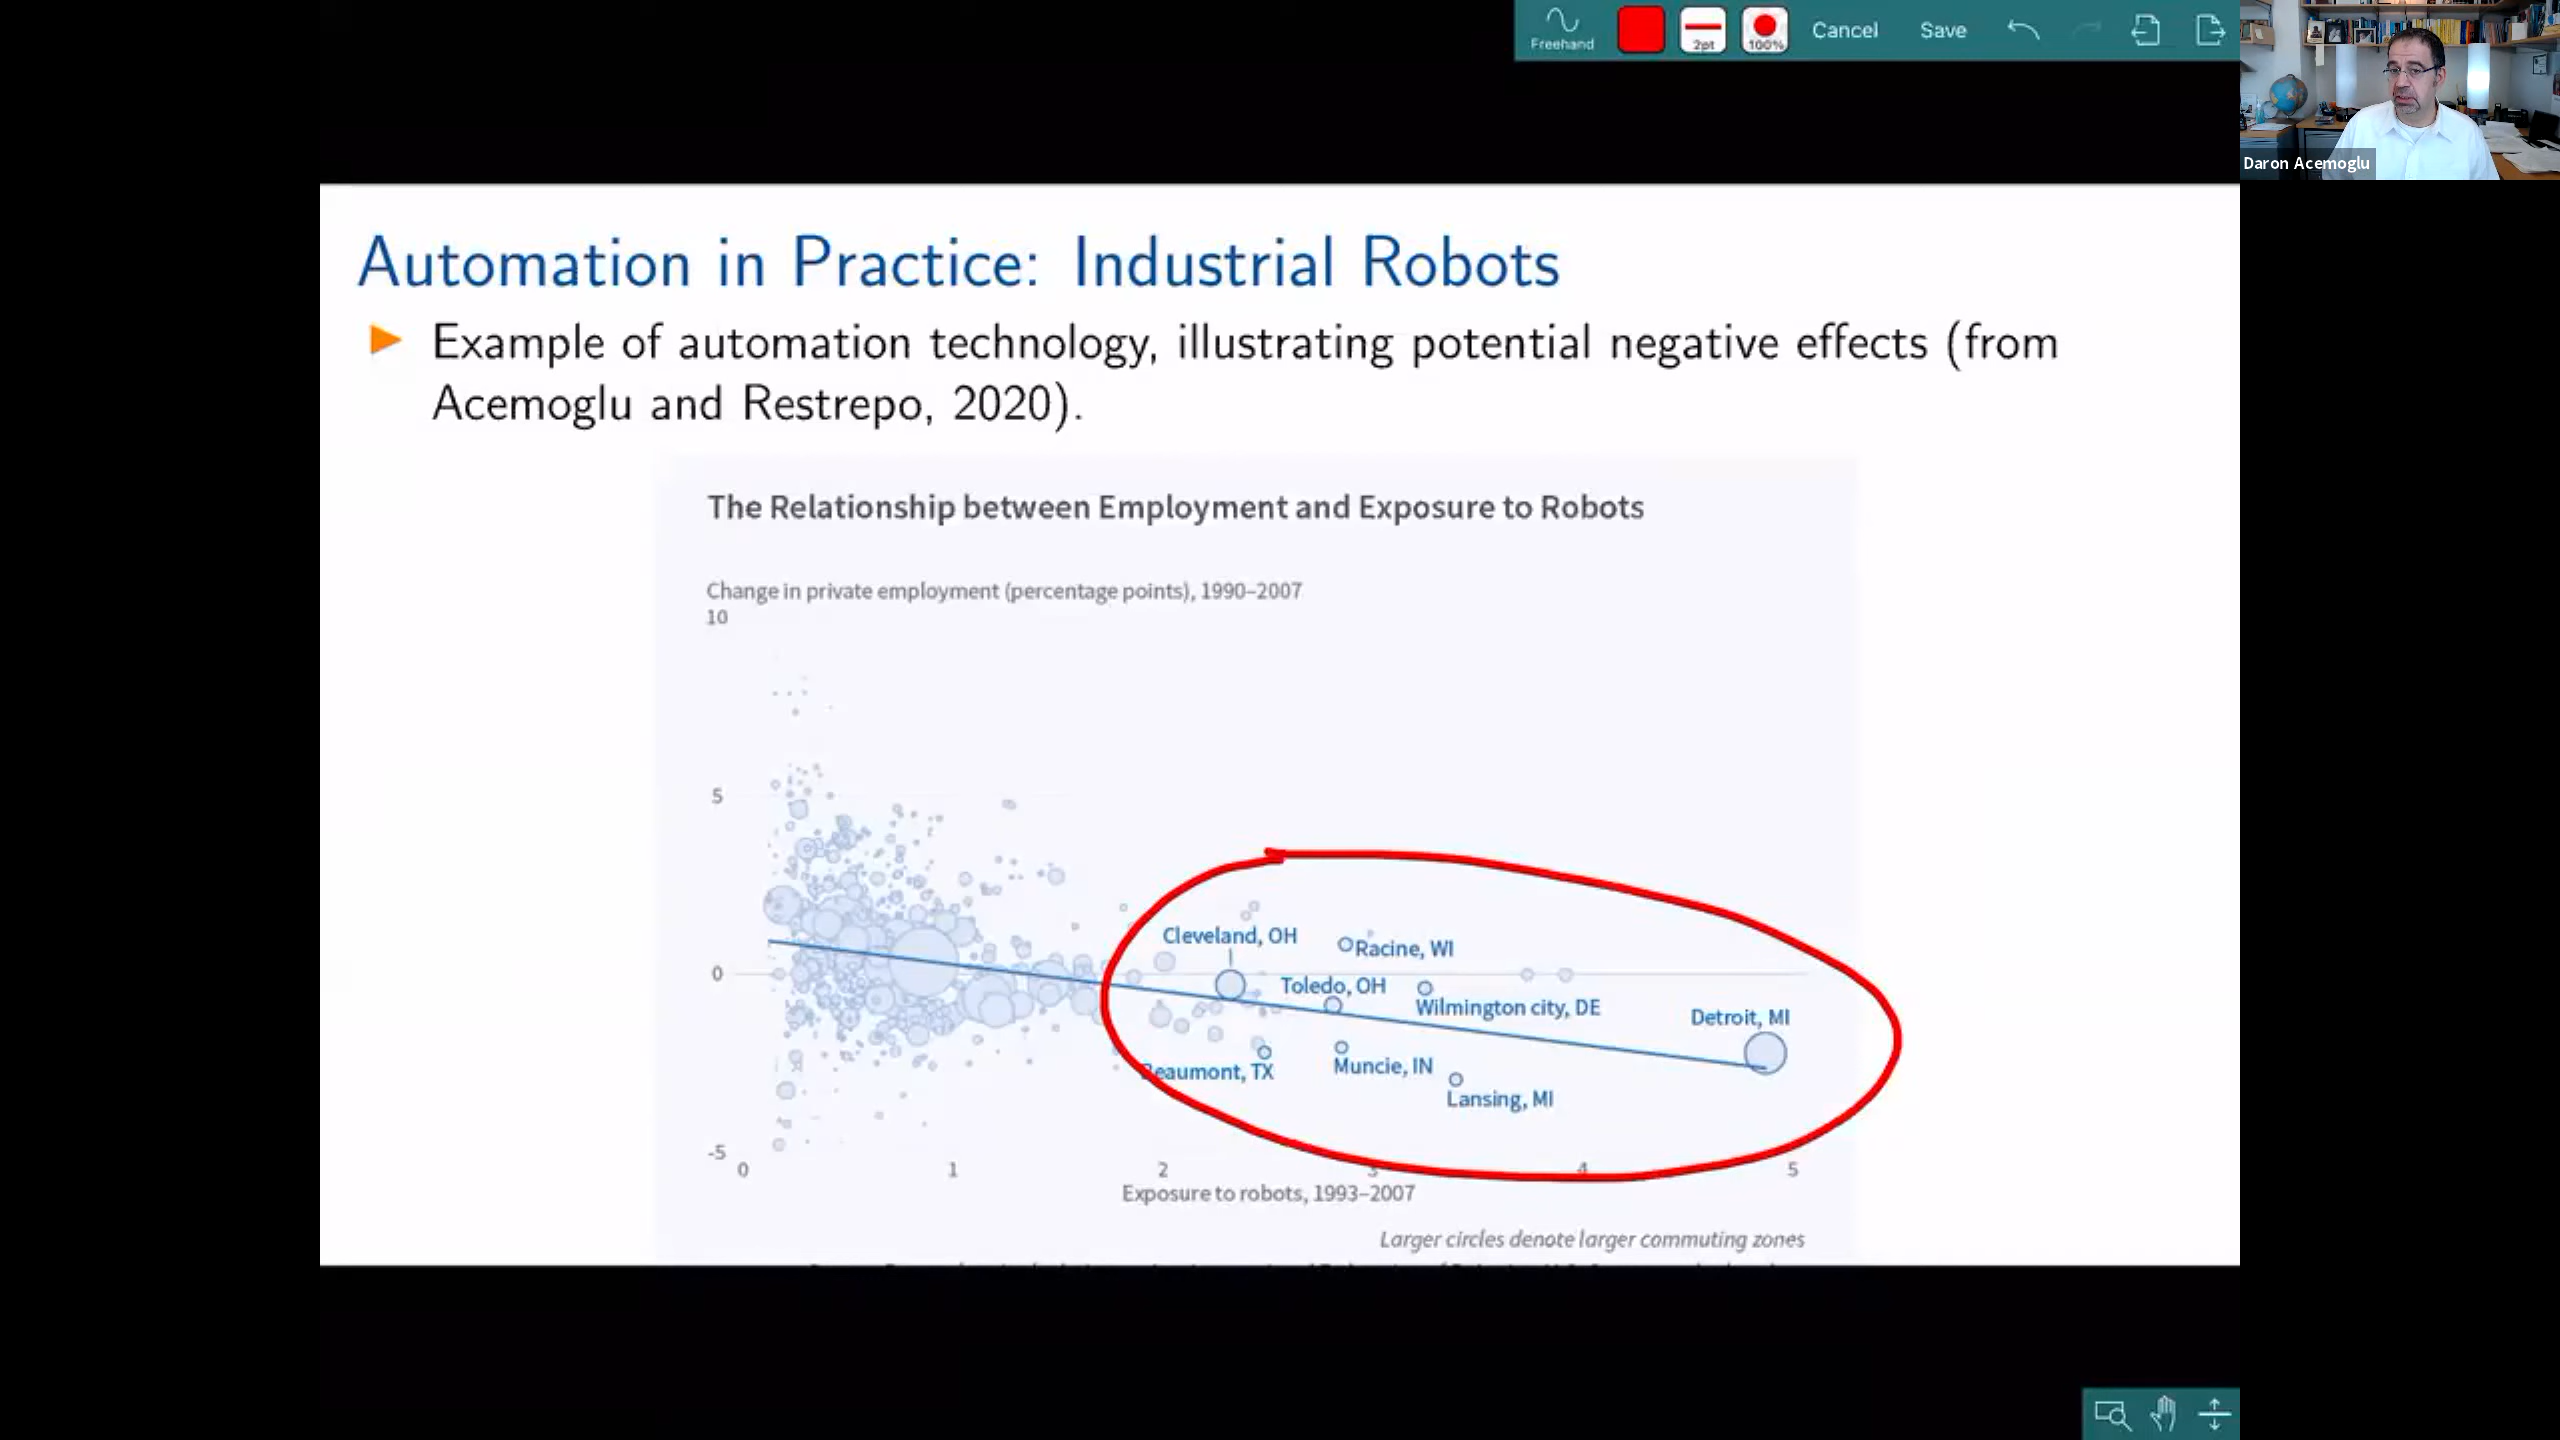 Freehand
2pt
100%
Cancel
Save
Daron Acemoglu
Automation in Practice: Industrial Robots
Example of automation technology, illustrating potential negative effects (from
Acemoglu and Restrepo, 2020).
The Relationship between Employment and Exposure to Robots
Change in private employment (percentage points), 1990–2007
10
5
Cleveland, OH
Racine, WI
0
Toledo, OH
Wilmington city, DE
Detroit, MI
Beaumont, TX
Muncie, IN
Lansing, MI
-5
0 1 2 3 4 5
Exposure to robots, 1993–2007
Larger circles denote larger commuting zones